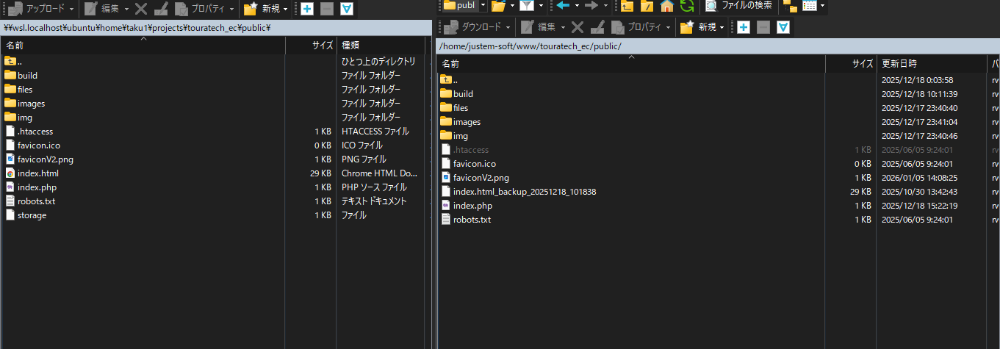 アップロード 編集 プロパティ 新規
¥¥wsl.localhost¥ubuntu¥home¥taku1¥projects¥touratech_ec¥public¥
名前 サイズ 種類
.. ひとつ上のディレクトリ
build ファイル フォルダー
files ファイル フォルダー
images ファイル フォルダー
img ファイル フォルダー
.htaccess 1 KB HTACCESS ファイル
favicon.ico 0 KB ICO ファイル
faviconV2.png 1 KB PNG ファイル
index.html 29 KB Chrome HTML Do...
index.php 1 KB PHP ソース ファイル
robots.txt 1 KB テキスト ドキュメント
storage 1 KB ファイル
publ ファイルの検索
ダウンロード 編集 プロパティ 新規
/home/justem-soft/www/touratech_ec/public/
名前 サイズ 更新日時 パ
.. 2025/12/18 0:03:58 rv
build 2025/12/18 10:11:39 rv
files 2025/12/17 23:40:40 rv
images 2025/12/17 23:41:04 rv
img 2025/12/17 23:40:46 rv
.htaccess 1 KB 2025/06/05 9:24:01 rv
favicon.ico 0 KB 2025/06/05 9:24:01 rv
faviconV2.png 1 KB 2026/01/05 14:08:25 rv
index.html_backup_20251218_101838 29 KB 2025/10/30 13:42:43 rv
index.php 1 KB 2025/12/18 15:22:19 rv
robots.txt 1 KB 2025/06/05 9:24:01 rv